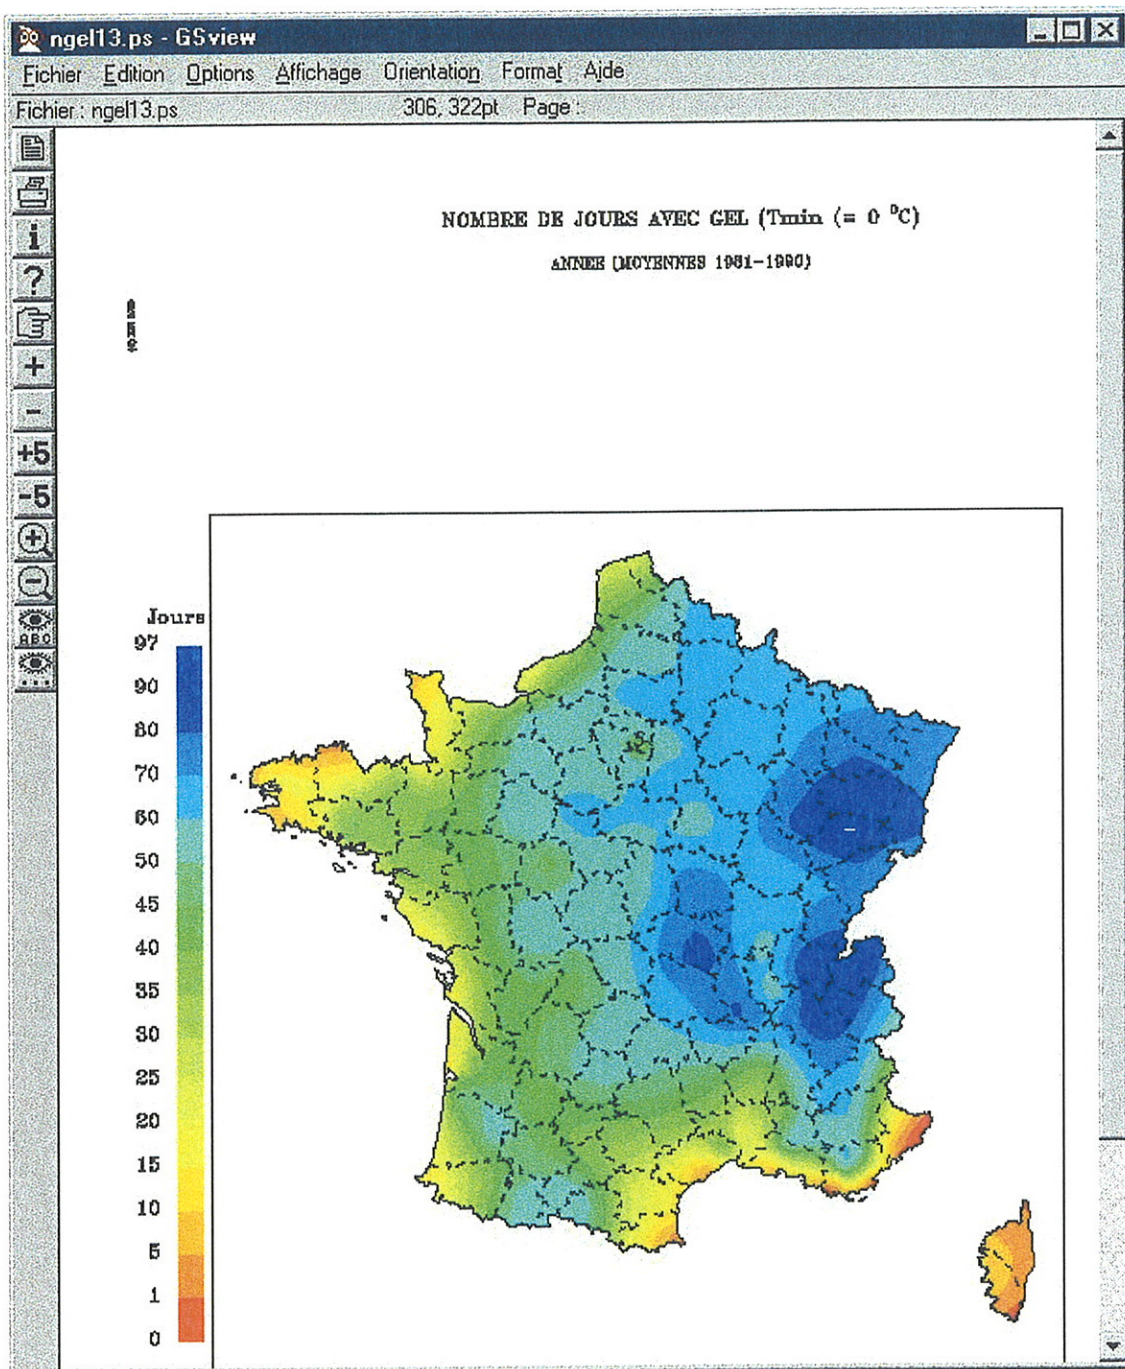 ngel13.ps - GSview
Fichier Edition Options Affichage Orientation Format Aide
Fichier : ngel13.ps 306, 322pt Page :
i
?
+
-
+5
-5
ABC
NOMBRE DE JOURS AVEC GEL (Tmin (= 0 °C)
ANNEE (MOYENNES 1961-1990)
Jours
97
90
80
70
60
50
45
40
35
30
25
20
15
10
5
1
0